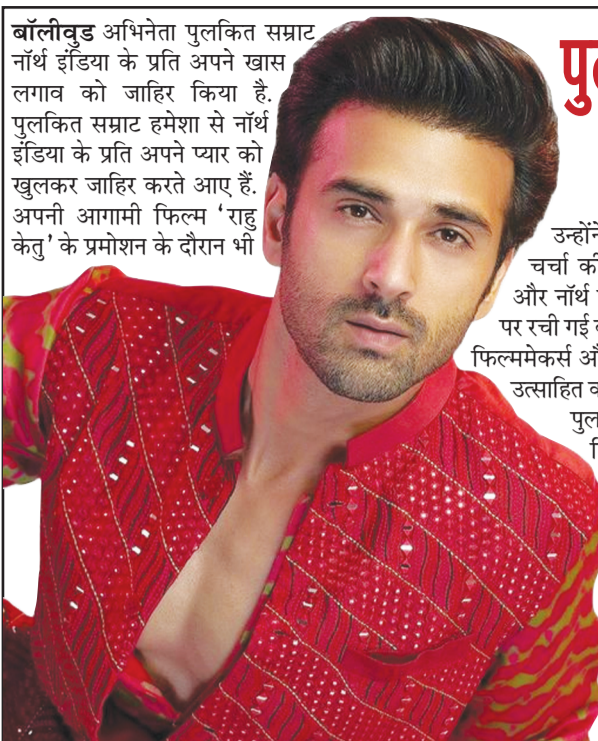 बॉलीवुड अभिनेता पुलकित सम्राट
नॉर्थ इंडिया के प्रति अपने खास
लगाव को जाहिर किया है.
पुलकित सम्राट हमेशा से नॉर्थ
इंडिया के प्रति अपने प्यार को
खुलकर जाहिर करते आए हैं.
अपनी आगामी फिल्म ‘राहु
केतु’ के प्रमोशन के दौरान भी
उन्होंने
चर्चा की
और नॉर्थ
पर रची गई
फिल्ममेकर्स
उत्साहित